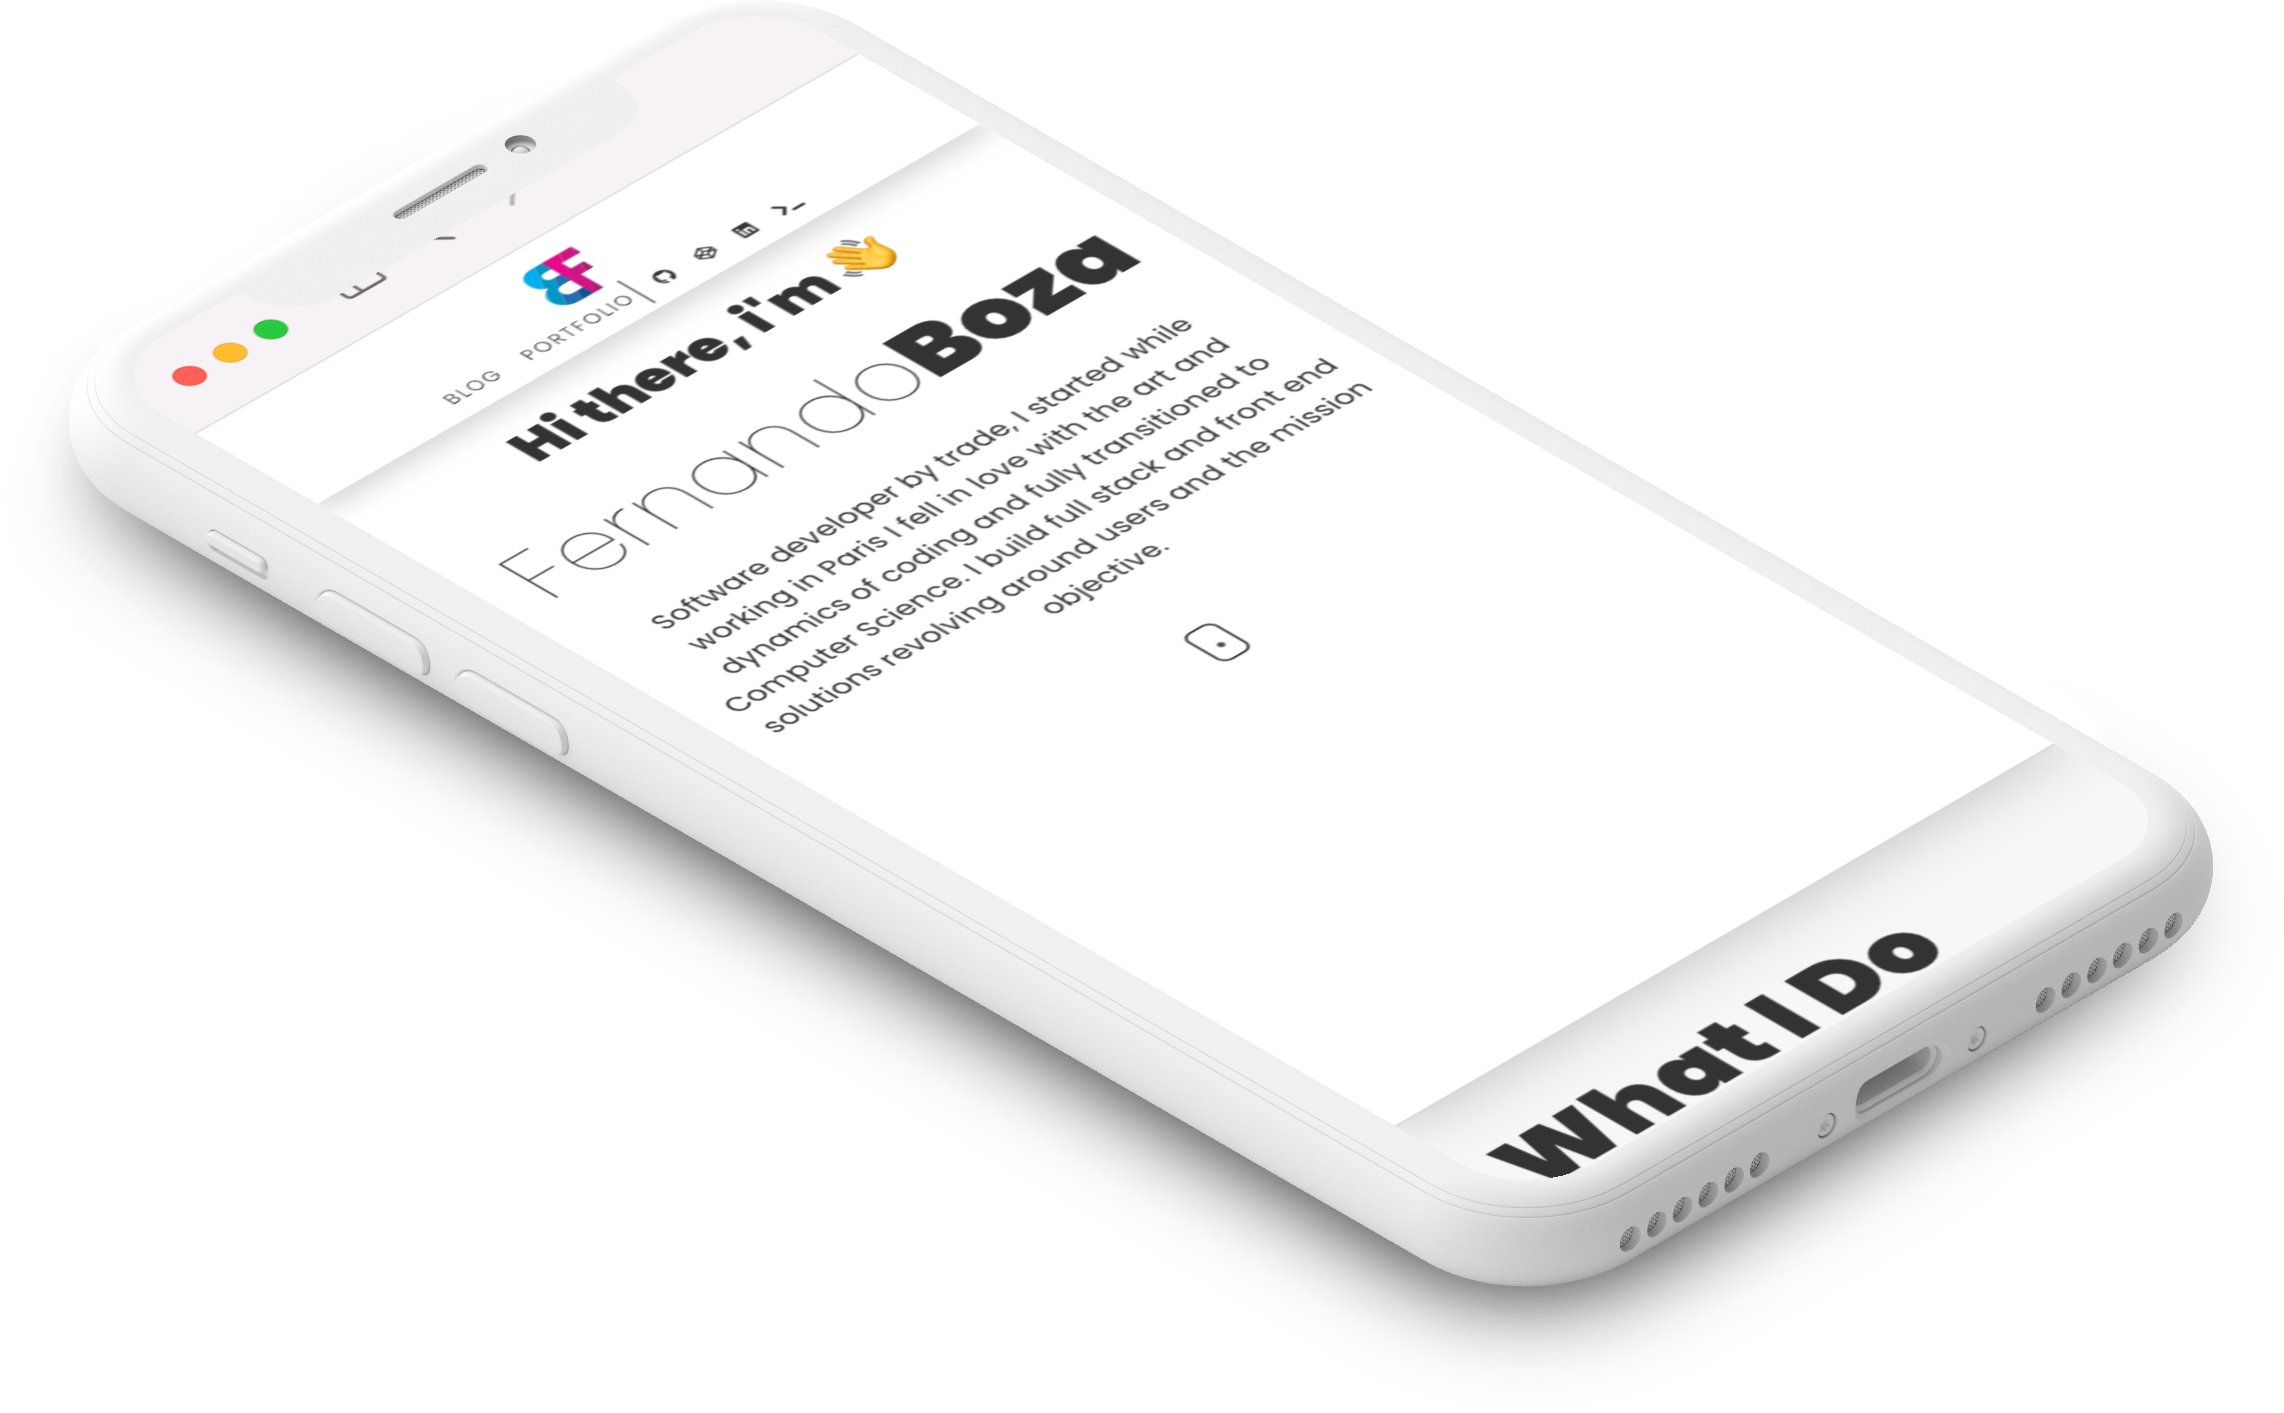 BF
BLOG PORTFOLIO
Hi there, i'm 👋
FernandoBoza
Software developer by trade, I started while
working in Paris I fell in love with the art and
dynamics of coding and fully transitioned to
Computer Science. I build full stack and front end
solutions revolving around users and the mission
objective.
What I Do